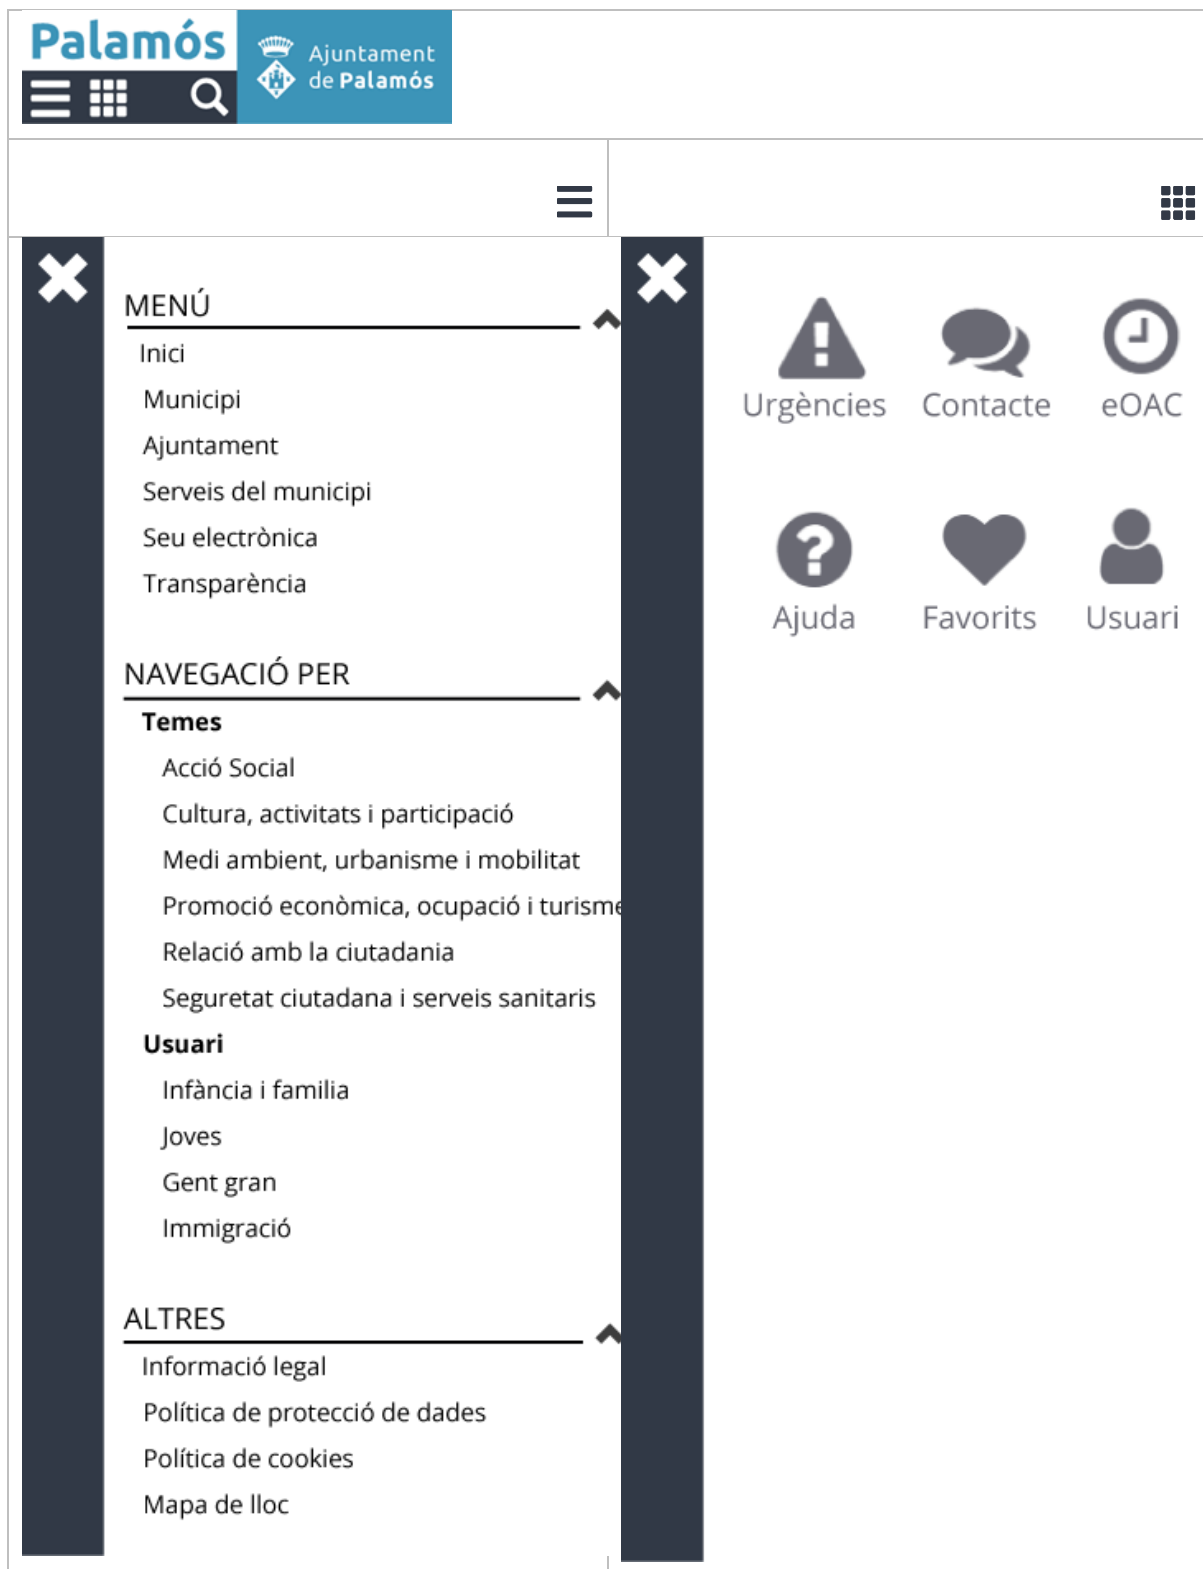 Palamós
Ajuntament
de Palamós
MENÚ
Inici
Municipi
Ajuntament
Serveis del municipi
Seu electrònica
Transparència
NAVEGACIÓ PER
Temes
Acció Social
Cultura, activitats i participació
Medi ambient, urbanisme i mobilitat
Promoció econòmica, ocupació i turisme
Relació amb la ciutadania
Seguretat ciutadana i serveis sanitaris
Usuari
Infància i familia
Joves
Gent gran
Immigració
ALTRES
Informació legal
Política de protecció de dades
Política de cookies
Mapa de lloc
Urgències Contacte eOAC
Ajuda Favorits Usuari